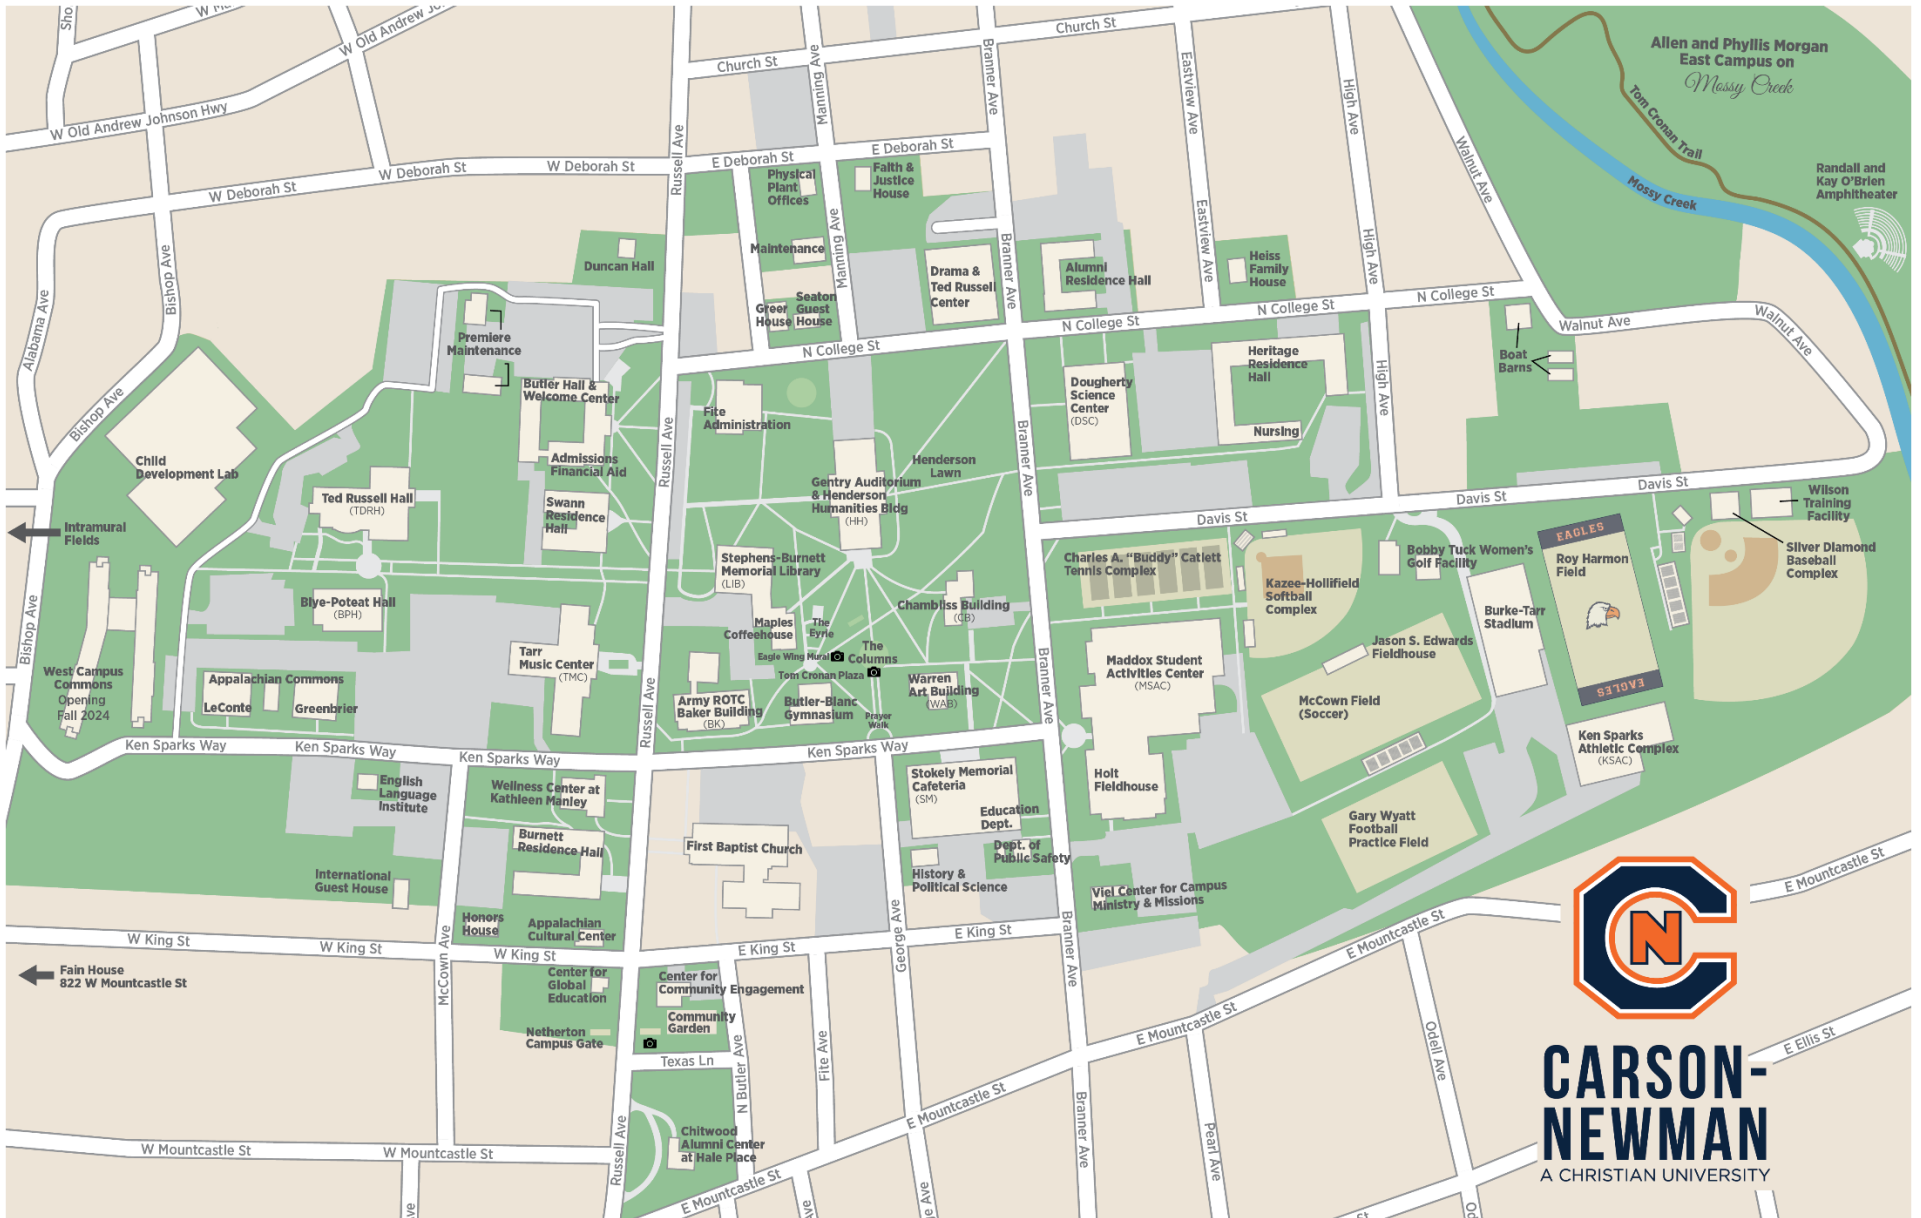 Sho
W Old Andrew Jo
Church St
Church St
Manning Ave
Branner Ave
Eastview Ave
High Ave
Walnut Ave
Allen and Phyllis Morgan
East Campus on
Mossy Creek
Tom Cronan Trail
Mossy Creek
Randall and
Kay O'Brien
Amphitheater
W Old Andrew Johnson Hwy
W Deborah St
W Deborah St
W Deborah St
Russell Ave
E Deborah St
E Deborah St
Physical
Plant
Offices
Faith &
Justice
House
Maintenance
Manning Ave
Branner Ave
Eastview Ave
High Ave
Alabama Ave
Bishop Ave
Duncan Hall
Drama &
Ted Russell
Center
Alumni
Residence Hall
Heiss
Family
House
Greer
House
Seaton
Guest
House
N College St
N College St
N College St
N College St
Walnut Ave
Walnut Ave
Premiere
Maintenance
Boat
Barns
Bishop Ave
Butler Hall &
Welcome Center
Admissions
Financial Aid
Fite
Administration
Russell Ave
Dougherty
Science
Center
(DSC)
Heritage
Residence
Hall
Nursing
High Ave
Branner Ave
Child
Development Lab
Henderson
Lawn
Gentry Auditorium
& Henderson
Humanities Bldg
(HH)
Ted Russell Hall
(TDRH)
Swann
Residence
Hall
Davis St
Davis St
Davis St
Wilson
Training
Facility
Silver Diamond
Baseball
Complex
Intramural
Fields
Stephens-Burnett
Memorial Library
(LIB)
Charles A. "Buddy" Catlett
Tennis Complex
Kazee-Hollifield
Softball
Complex
Bobby Tuck Women's
Golf Facility
EAGLES
Roy Harmon
Field
EAGLES
Burke-Tarr
Stadium
Bishop Ave
Blye-Poteat Hall
(BPH)
Chambliss Building
(CB)
Maples
Coffeehouse
The
Eyrie
The
Columns
Eagle Wing Mural
Tom Cronan Plaza
Tarr
Music Center
(TMC)
Maddox Student
Activities Center
(MSAC)
Jason S. Edwards
Fieldhouse
West Campus
Commons
Opening
Fall 2024
Appalachian Commons
LeConte
Greenbrier
Russell Ave
Army ROTC
Baker Building
(BK)
Butler-Blanc
Gymnasium
Prayer
Walk
Warren
Art Building
(WAB)
Branner Ave
McCown Field
(Soccer)
Ken Sparks
Athletic Complex
(KSAC)
Ken Sparks Way
Ken Sparks Way
Ken Sparks Way
Ken Sparks Way
English
Language
Institute
Wellness Center at
Kathleen Manley
Stokely Memorial
Cafeteria
(SM)
Education
Dept.
Holt
Fieldhouse
Gary Wyatt
Football
Practice Field
Burnett
Residence Hall
First Baptist Church
Dept. of
Public Safety
History &
Political Science
International
Guest House
Viel Center for Campus
Ministry & Missions
E Mountcastle St
Honors
House
Appalachian
Cultural Center
W King St
W King St
W King St
E King St
E King St
George Ave
Branner Ave
E Mountcastle St
Fain House
822 W Mountcastle St
McCown Ave
Center for
Global
Education
Center for
Community Engagement
Community
Garden
Netherton
Campus Gate
Texas Ln
N Butler Ave
Fite Ave
E Mountcastle St
Odell Ave
E Ellis St
E Mountcastle St
Branner Ave
Pearl Ave
W Mountcastle St
W Mountcastle St
Russell Ave
Chitwood
Alumni Center
at Hale Place
E Mountcastle St
CN
CARSON-
NEWMAN
A CHRISTIAN UNIVERSITY